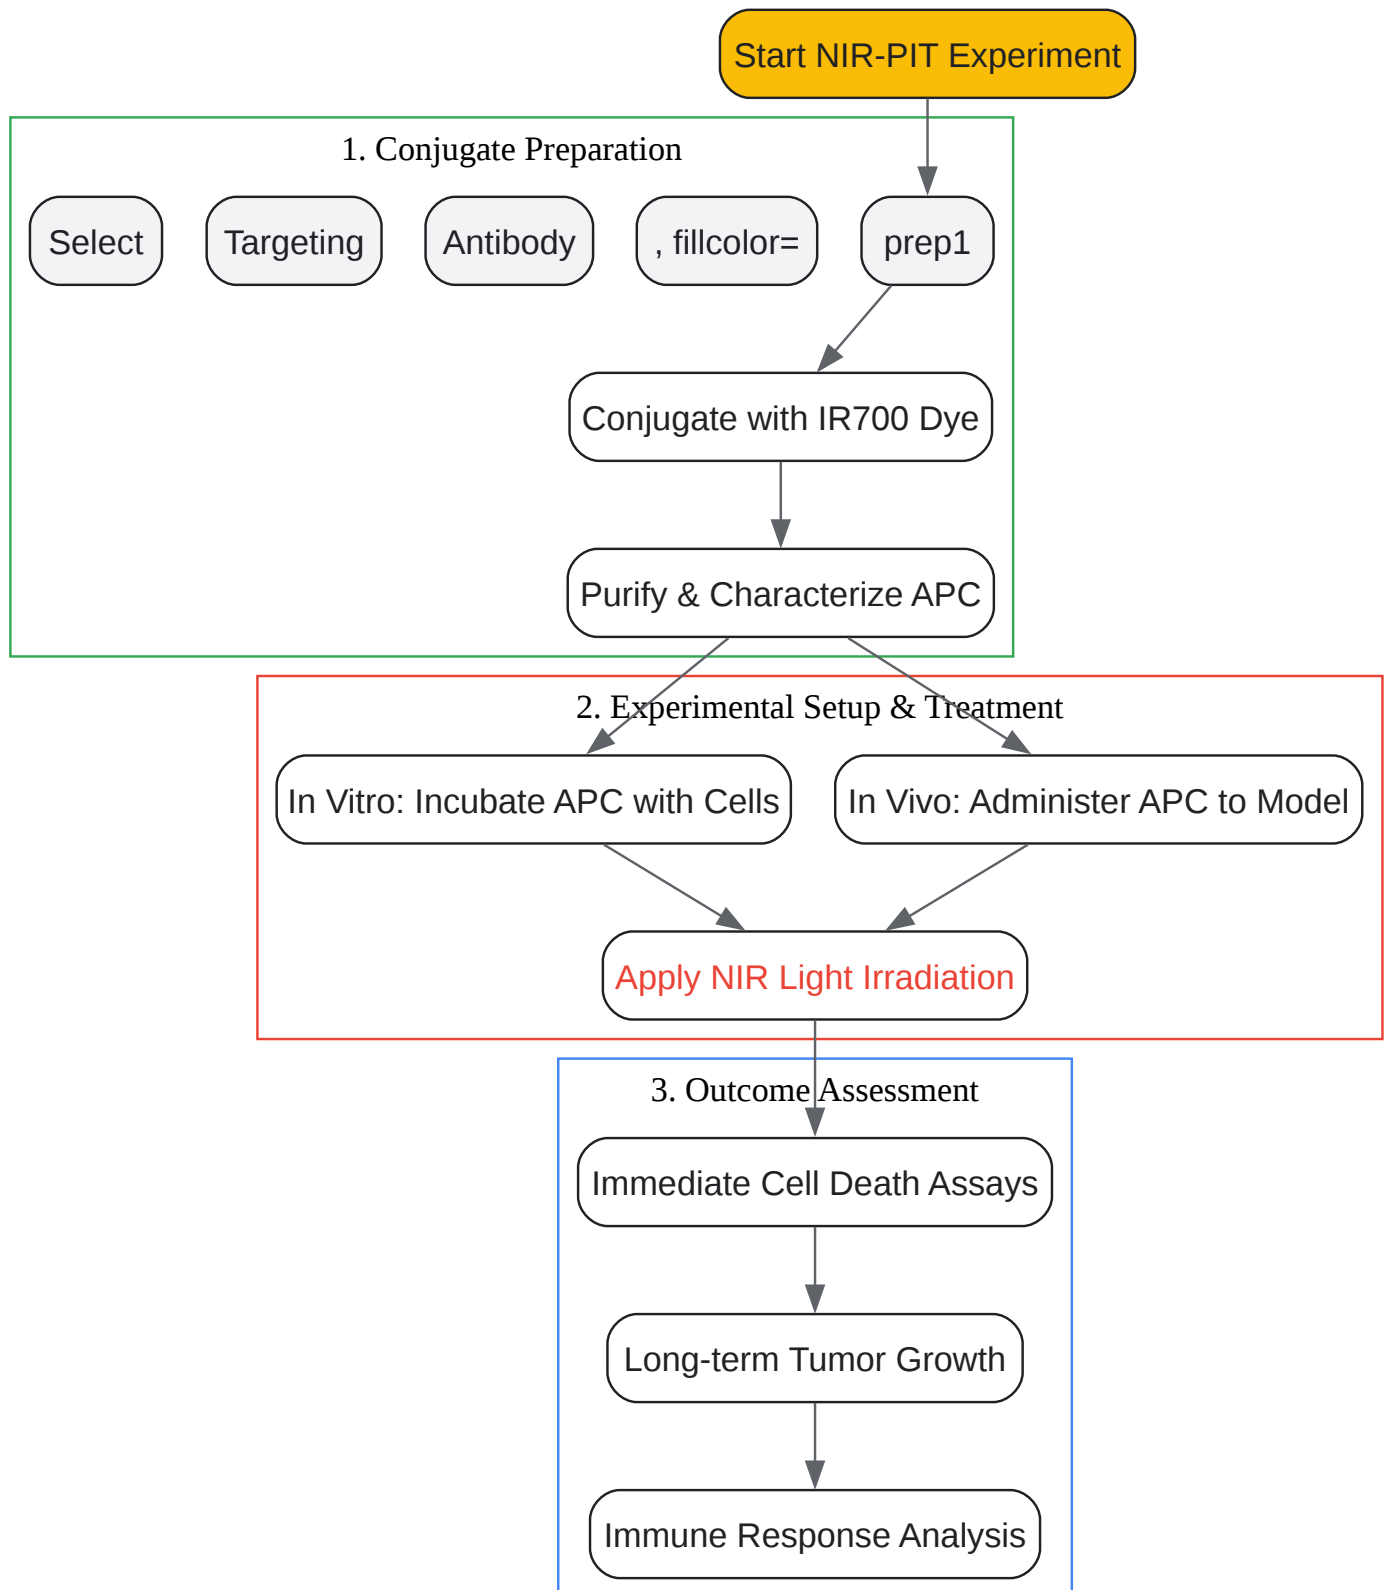 Start NIR-PIT Experiment
1. Conjugate Preparation
Select
Targeting
Antibody
, fillcolor=
prep1
Conjugate with IR700 Dye
Purify & Characterize APC
2. Experimental Setup & Treatment
In Vitro: Incubate APC with Cells
In Vivo: Administer APC to Model
Apply NIR Light Irradiation
3. Outcome Assessment
Immediate Cell Death Assays
Long-term Tumor Growth
Immune Response Analysis